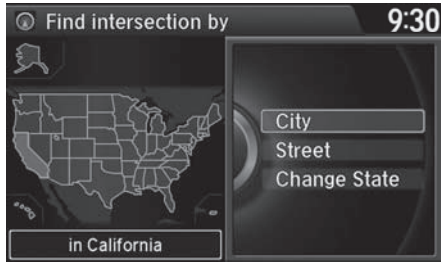 Find intersection by
9:30
City
Street
Change State
in California